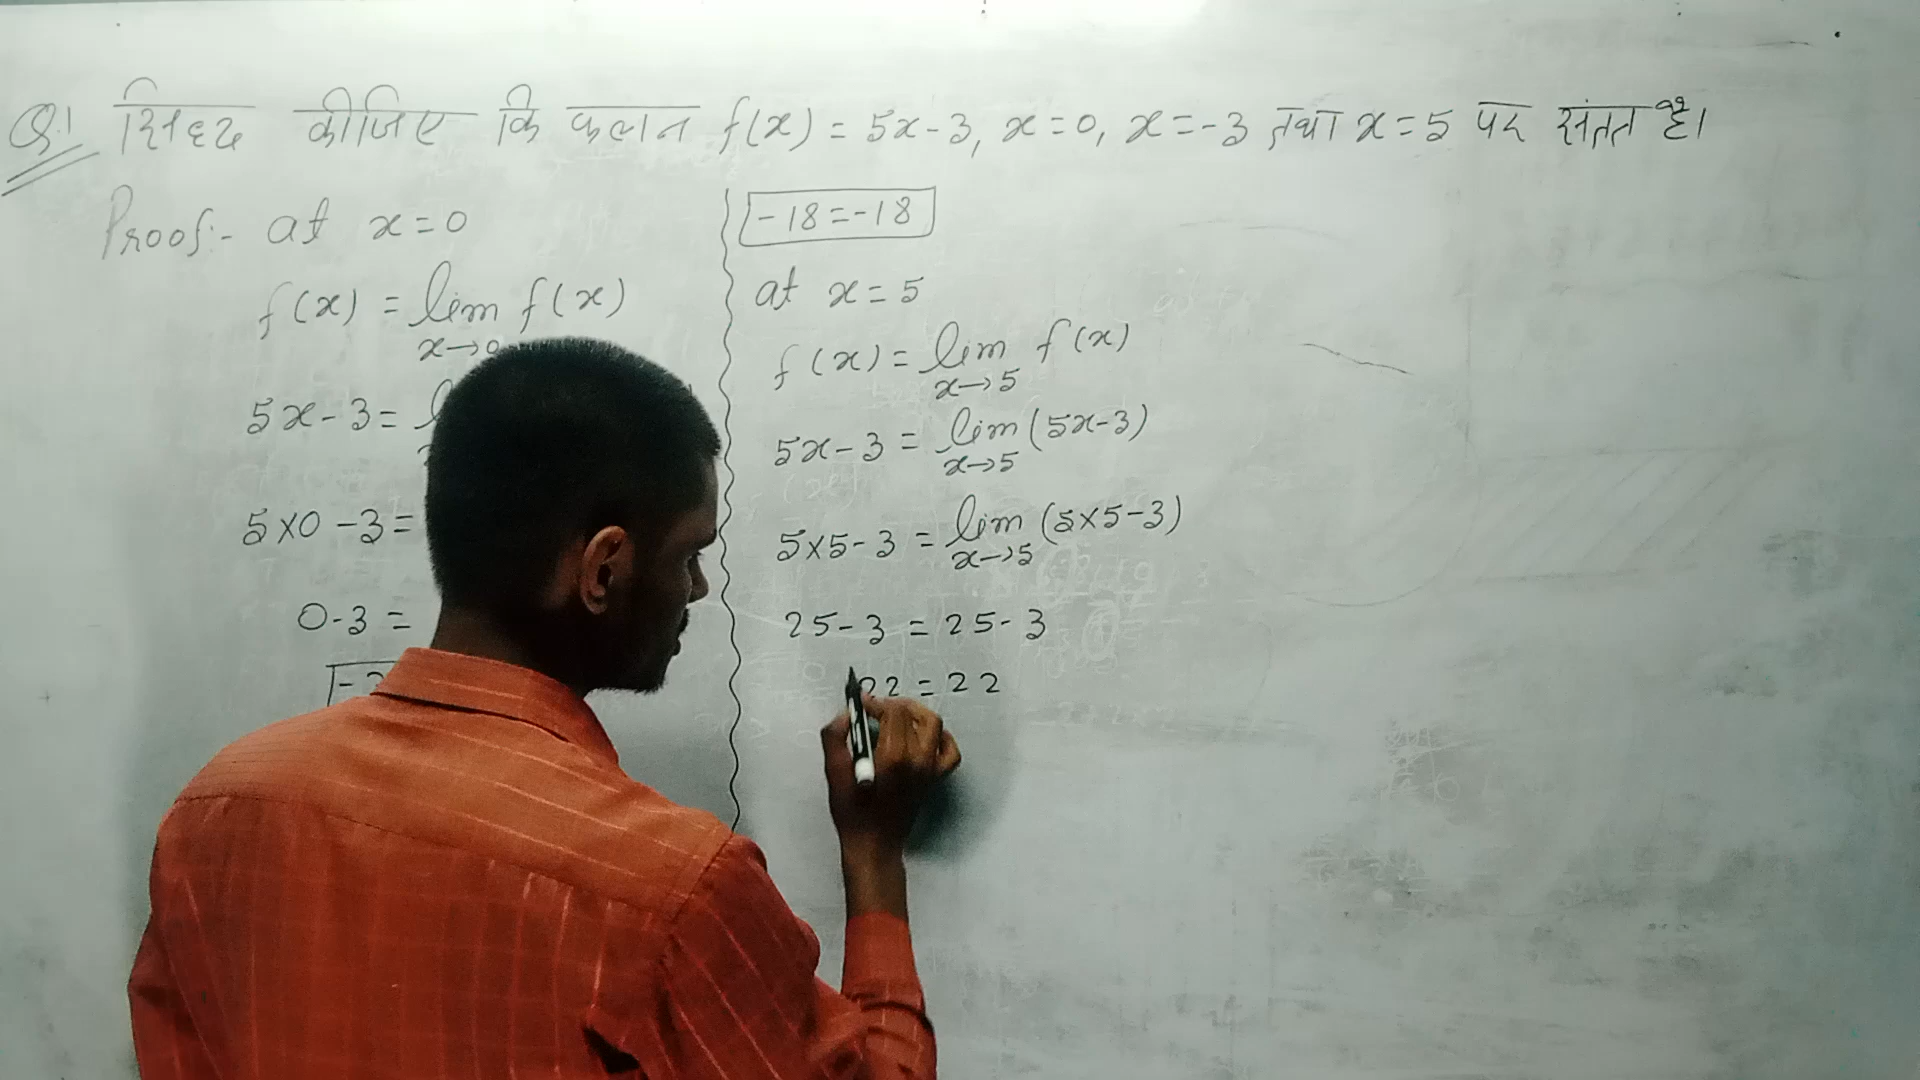 Q.1 सिद्ध कीजिए कि फलन f(x) = 5x-3, x=0, x=-3 तथा x=5 पर संतत है।
Proof:- at x=0
f(x) = lim f(x)
x→0
5x-3=
5×0-3=
0-3=
-18=-18
at x=5
f(x) = lim f(x)
x→5
5x-3 = lim (5x-3)
x→5
5×5-3 = lim (5×5-3)
x→5
25-3 = 25-3
22 = 22